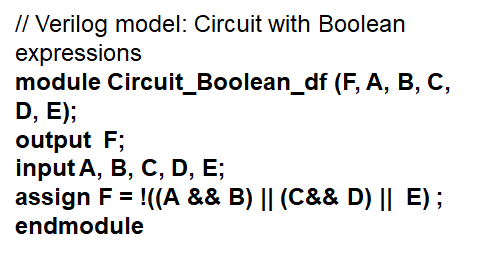 // Verilog model: Circuit with Boolean
expressions
module Circuit_Boolean_df (F, A, B, C,
D, E);
output  F;
input A, B, C, D, E;
assign F = !((A && B) || (C&& D) ||  E) ;
endmodule